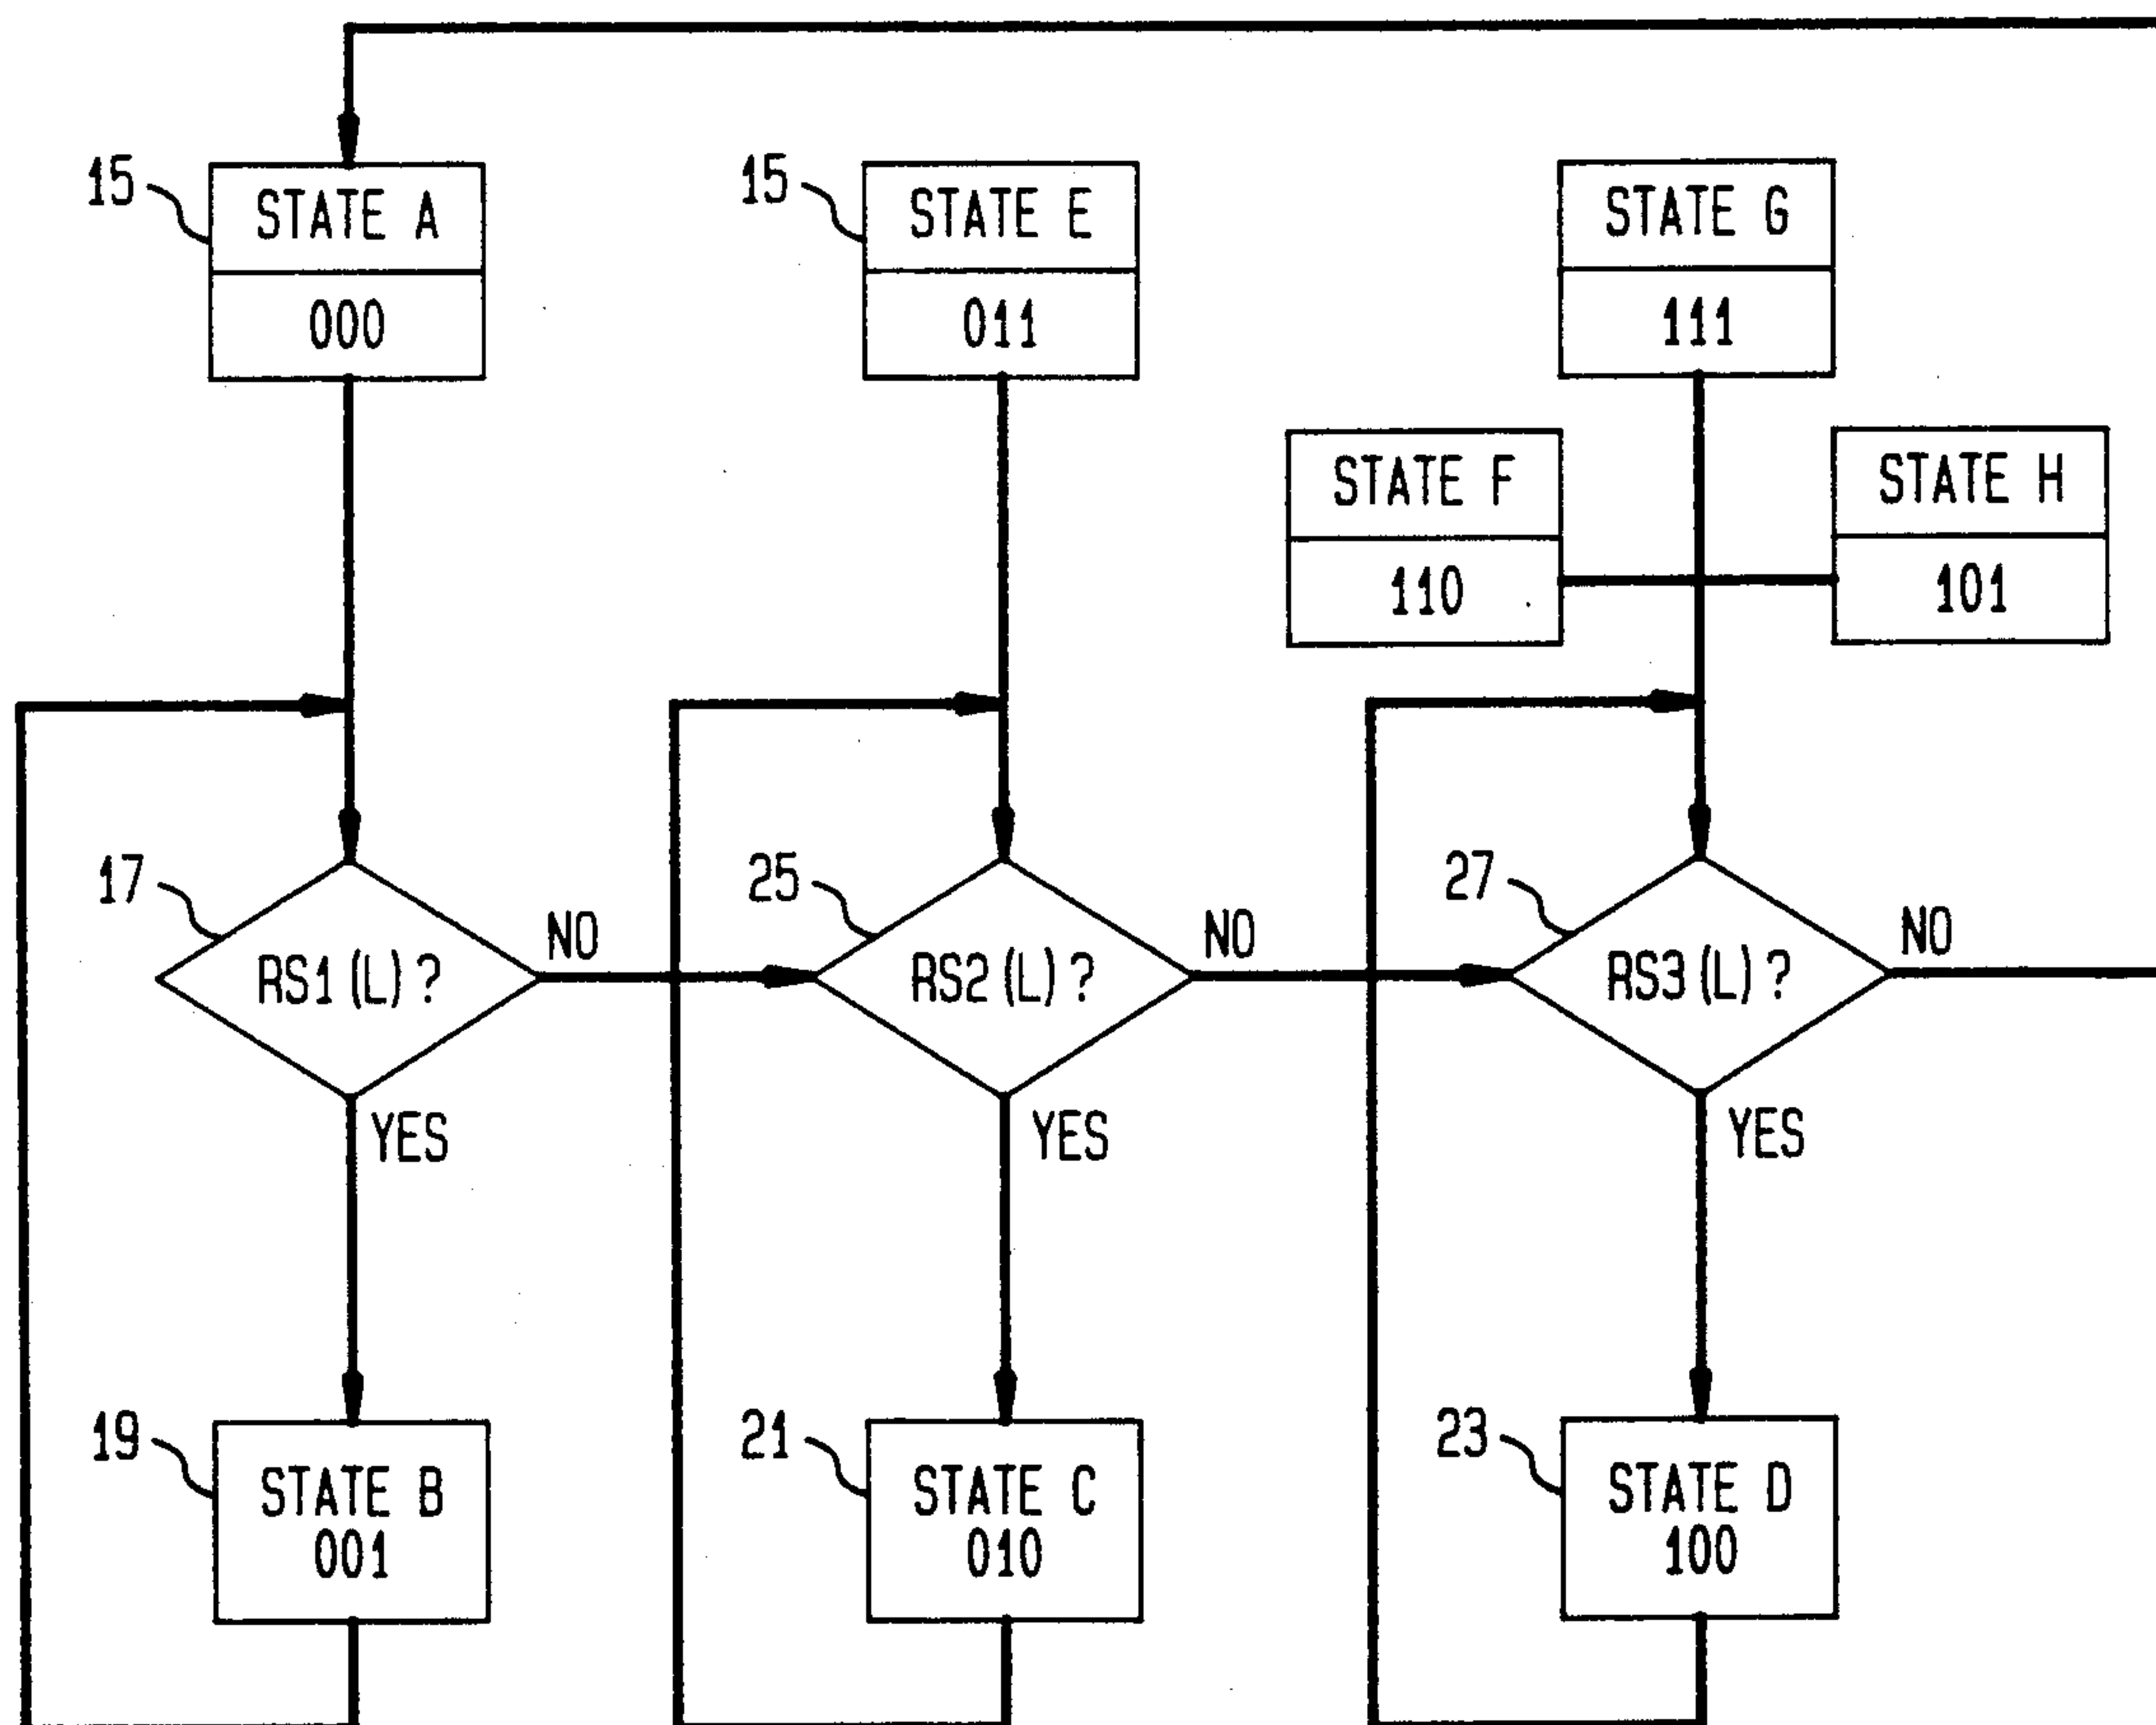 15
STATE A
000
15
STATE E
011
STATE G
111
STATE F
110
STATE H
101
17
RS1(L)?
NO
YES
25
RS2(L)?
NO
YES
27
RS3(L)?
NO
YES
19
STATE B
001
21
STATE C
010
23
STATE D
100